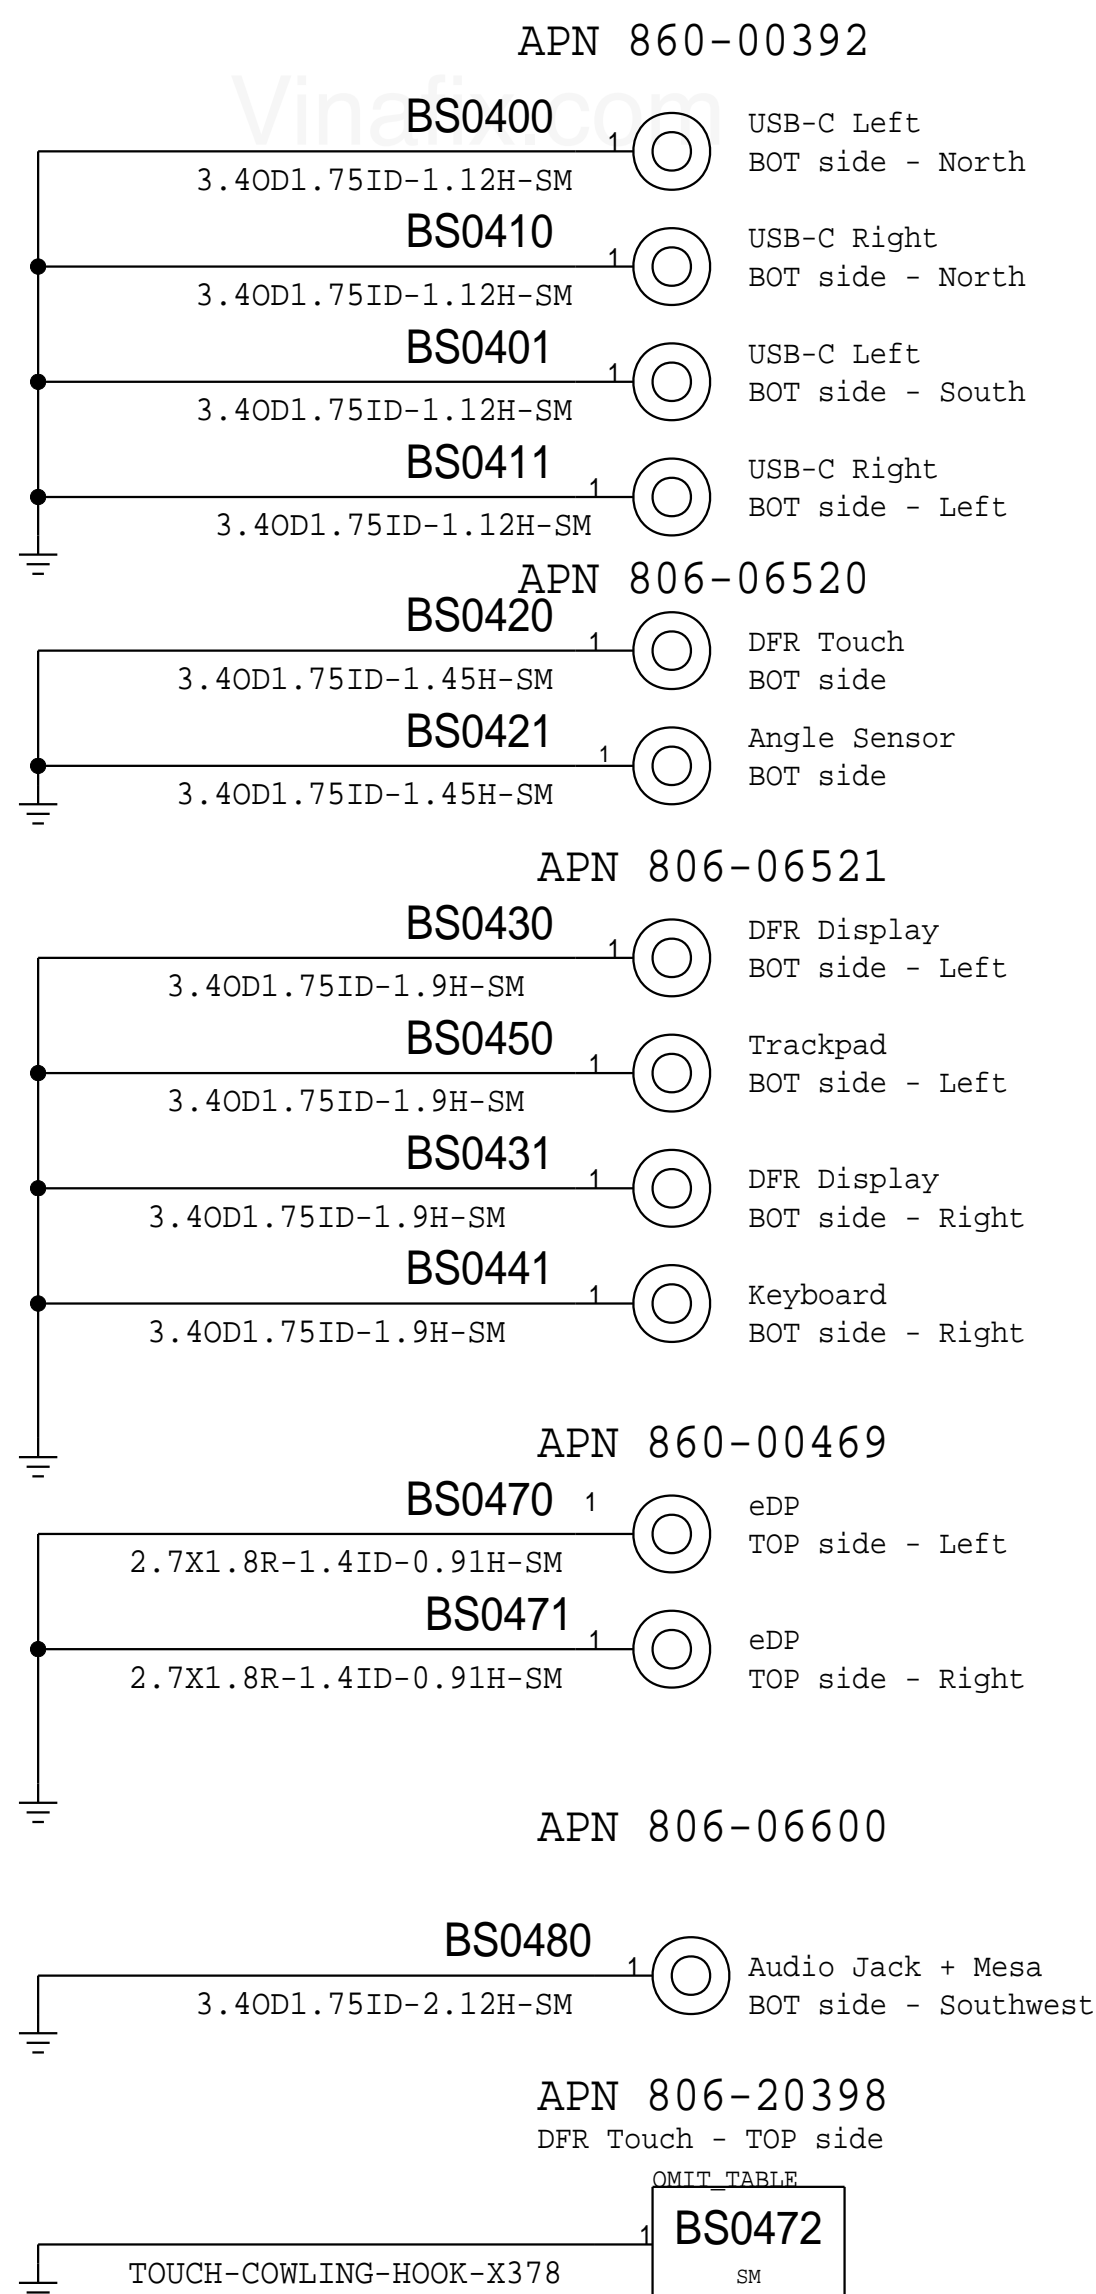 APN 860-00392
Vinafix.com
BS0400
1
USB-C Left
BOT side - North
3.4OD1.75ID-1.12H-SM
BS0410
1
USB-C Right
BOT side - North
3.4OD1.75ID-1.12H-SM
BS0401
1
USB-C Left
BOT side - South
3.4OD1.75ID-1.12H-SM
BS0411
1
USB-C Right
BOT side - Left
3.4OD1.75ID-1.12H-SM
APN 806-06520
BS0420
1
DFR Touch
BOT side
3.4OD1.75ID-1.45H-SM
BS0421
1
Angle Sensor
BOT side
3.4OD1.75ID-1.45H-SM
APN 806-06521
BS0430
1
DFR Display
BOT side - Left
3.4OD1.75ID-1.9H-SM
BS0450
1
Trackpad
BOT side - Left
3.4OD1.75ID-1.9H-SM
BS0431
1
DFR Display
BOT side - Right
3.4OD1.75ID-1.9H-SM
BS0441
1
Keyboard
BOT side - Right
3.4OD1.75ID-1.9H-SM
APN 860-00469
BS0470
1
eDP
TOP side - Left
2.7X1.8R-1.4ID-0.91H-SM
BS0471
1
eDP
TOP side - Right
2.7X1.8R-1.4ID-0.91H-SM
APN 806-06600
BS0480
1
Audio Jack + Mesa
BOT side - Southwest
3.4OD1.75ID-2.12H-SM
APN 806-20398
DFR Touch - TOP side
OMIT_TABLE
BS0472
1
TOUCH-COWLING-HOOK-X378
SM